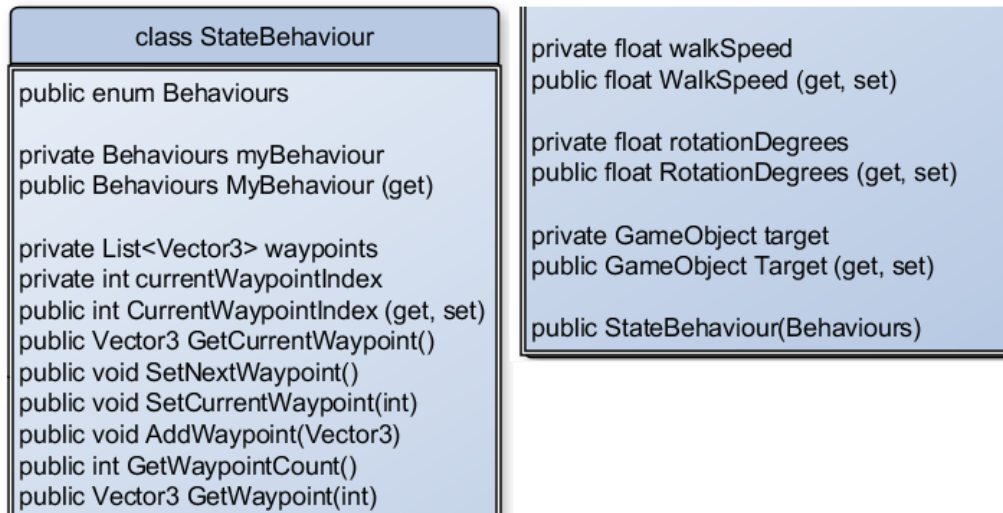 class StateBehaviour
public enum Behaviours
private Behaviours myBehaviour
public Behaviours MyBehaviour (get)
private List<Vector3> waypoints
private int currentWaypointIndex
public int CurrentWaypointIndex (get, set)
public Vector3 GetCurrentWaypoint()
public void SetNextWaypoint()
public void SetCurrentWaypoint(int)
public void AddWaypoint(Vector3)
public int GetWaypointCount()
public Vector3 GetWaypoint(int)
private float walkSpeed
public float WalkSpeed (get, set)
private float rotationDegrees
public float RotationDegrees (get, set)
private GameObject target
public GameObject Target (get, set)
public StateBehaviour(Behaviours)